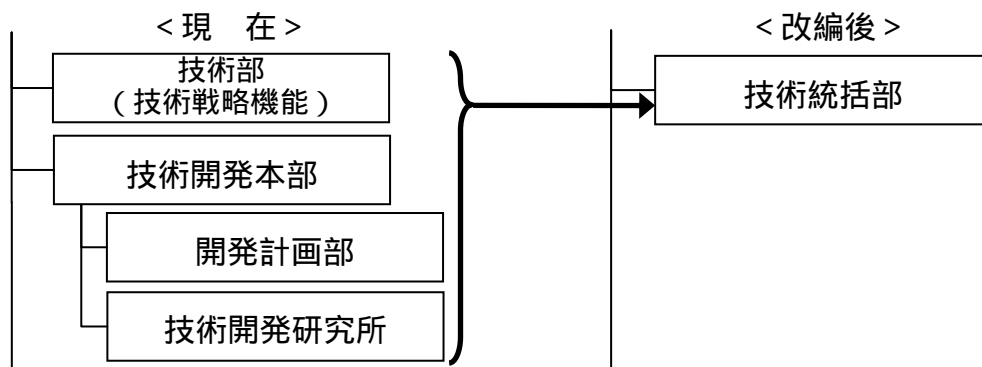 <現　在>
技術部
(技術戦略機能)
技術開発本部
開発計画部
技術開発研究所
<改編後>
技術統括部